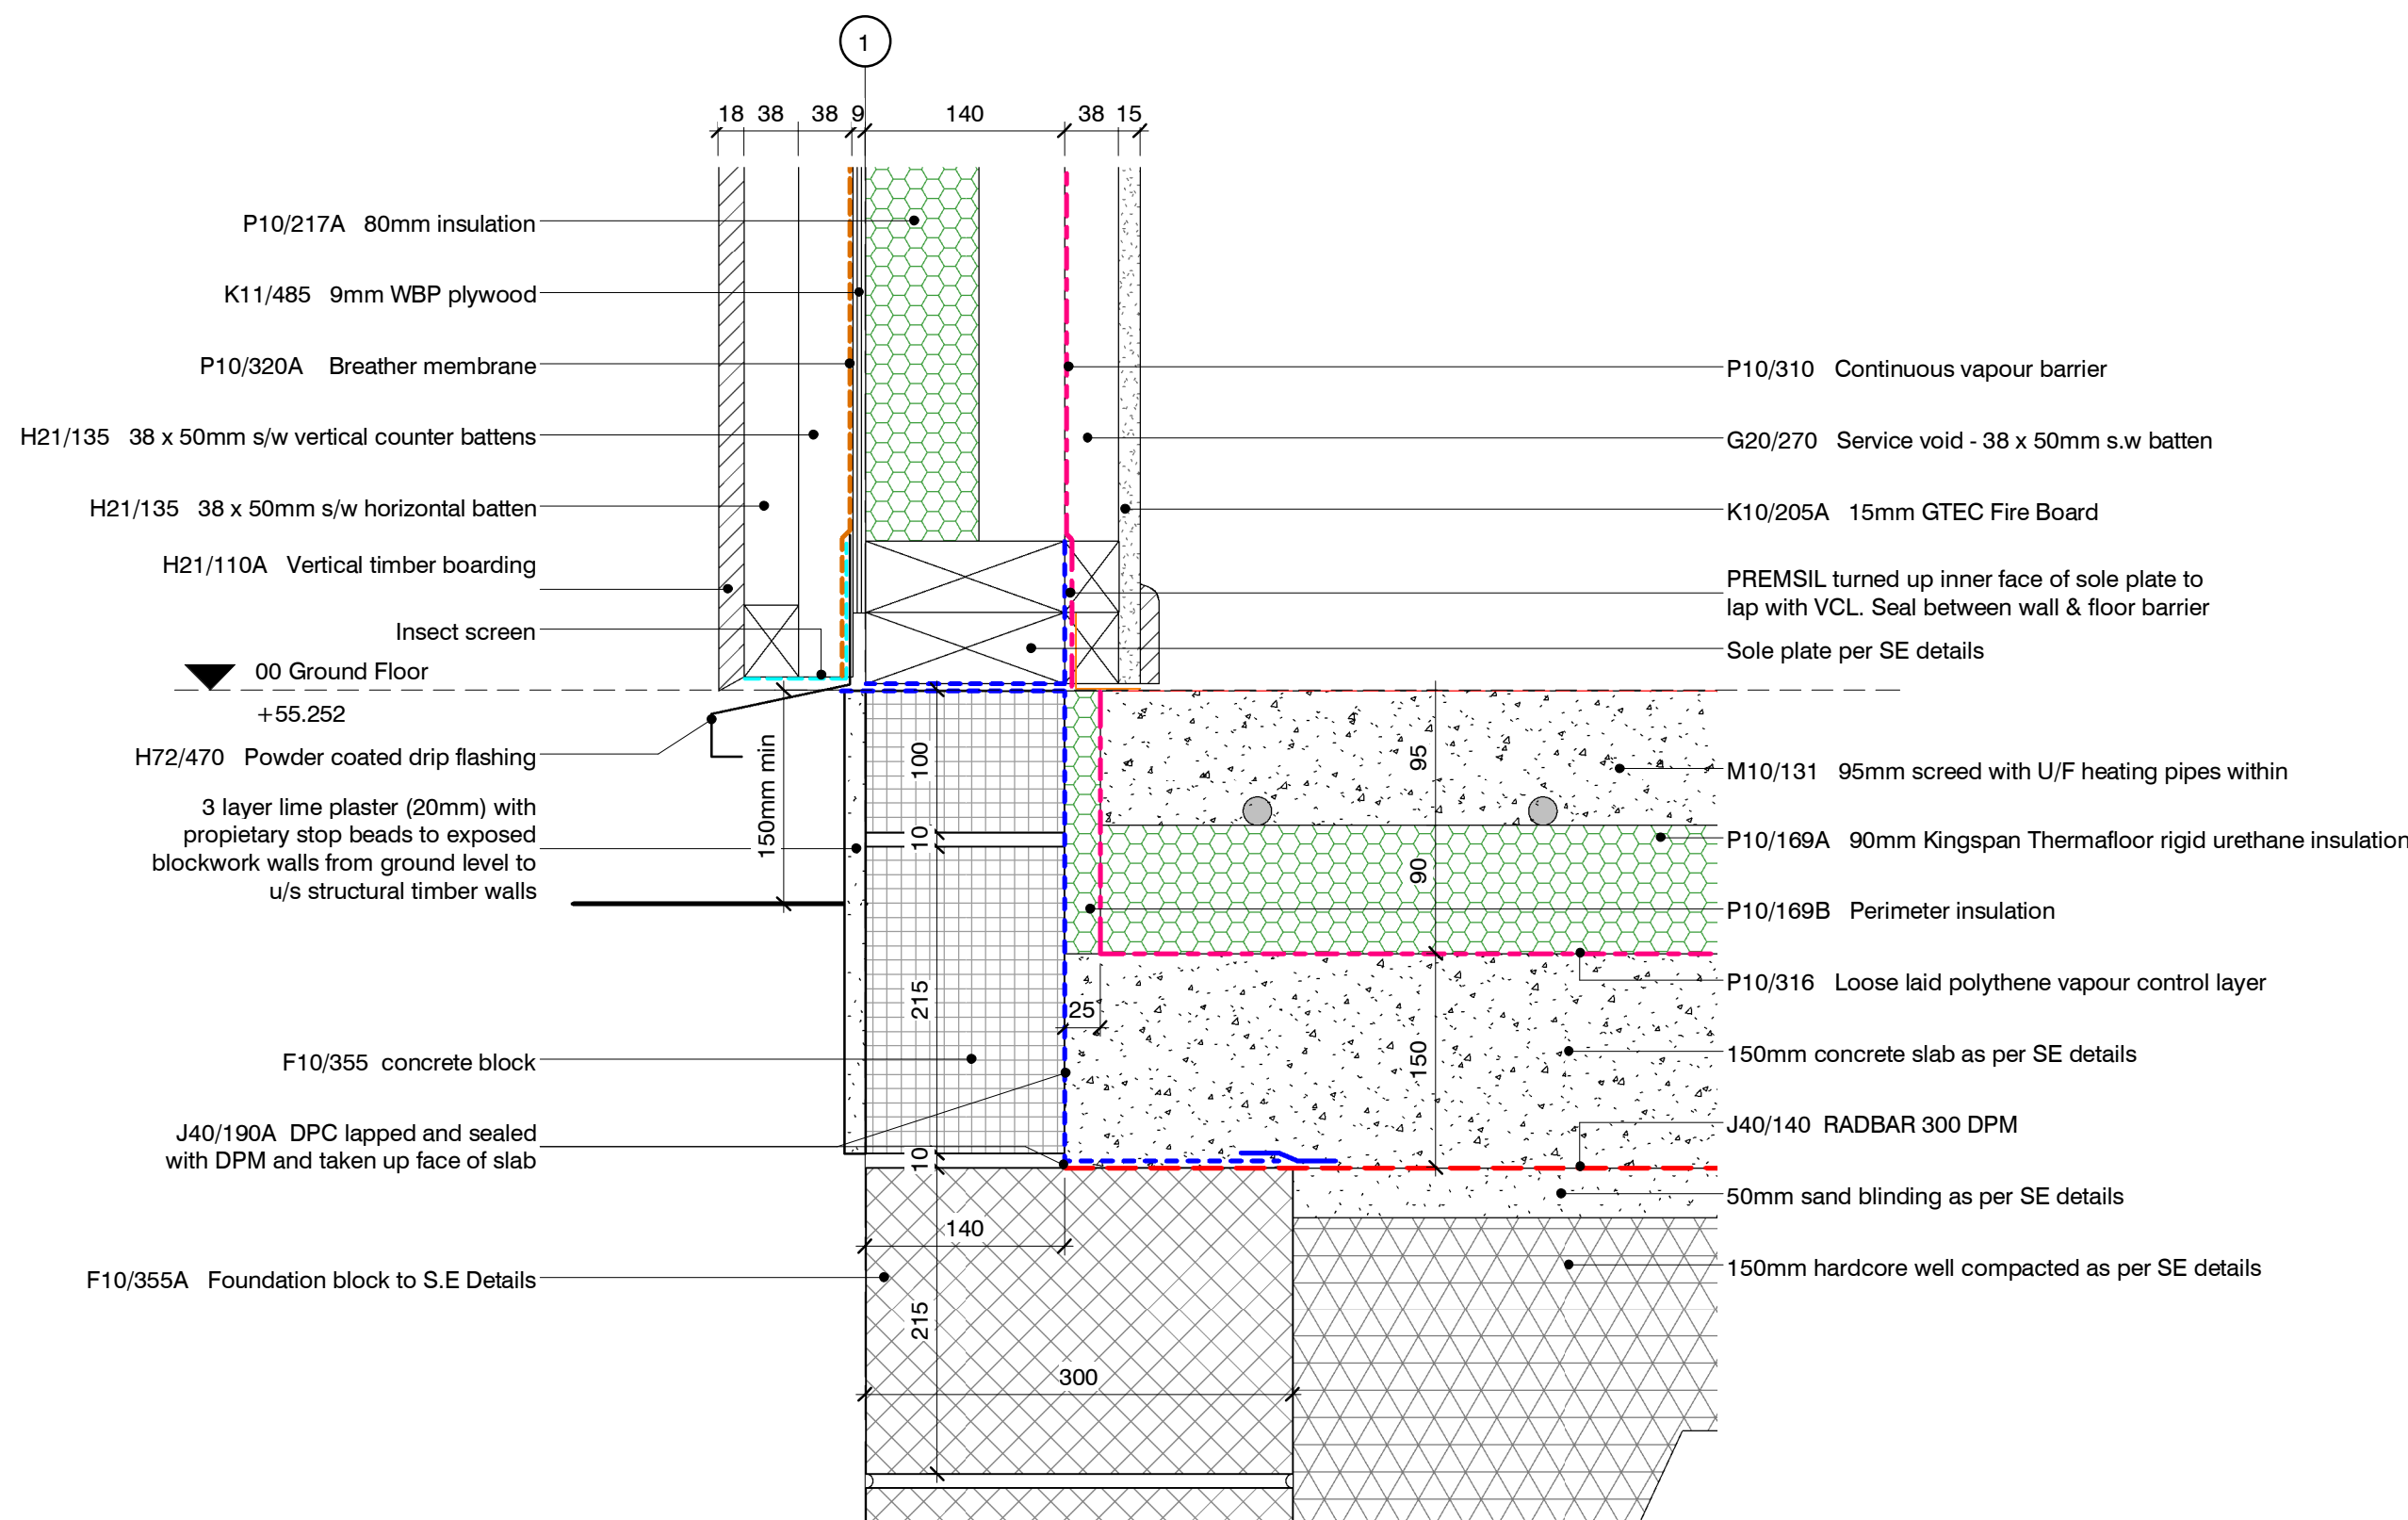 1
18 38 38 9 140 38 15
P10/217A 80mm insulation
K11/485 9mm WBP plywood
P10/320A Breather membrane
H21/135 38 x 50mm s/w vertical counter battens
H21/135 38 x 50mm s/w horizontal batten
H21/110A Vertical timber boarding
Insect screen
00 Ground Floor
+55.252
H72/470 Powder coated drip flashing
3 layer lime plaster (20mm) with
propietary stop beads to exposed
blockwork walls from ground level to
u/s structural timber walls
F10/355 concrete block
J40/190A DPC lapped and sealed
with DPM and taken up face of slab
F10/355A Foundation block to S.E Details
150mm min
100
10
215
10
215
140
300
25
95
90
150
P10/310 Continuous vapour barrier
G20/270 Service void - 38 x 50mm s.w batten
K10/205A 15mm GTEC Fire Board
PREMSIL turned up inner face of sole plate to
lap with VCL. Seal between wall & floor barrier
Sole plate per SE details
M10/131 95mm screed with U/F heating pipes within
P10/169A 90mm Kingspan Thermafloor rigid urethane insulation
P10/169B Perimeter insulation
P10/316 Loose laid polythene vapour control layer
150mm concrete slab as per SE details
J40/140 RADBAR 300 DPM
50mm sand blinding as per SE details
150mm hardcore well compacted as per SE details